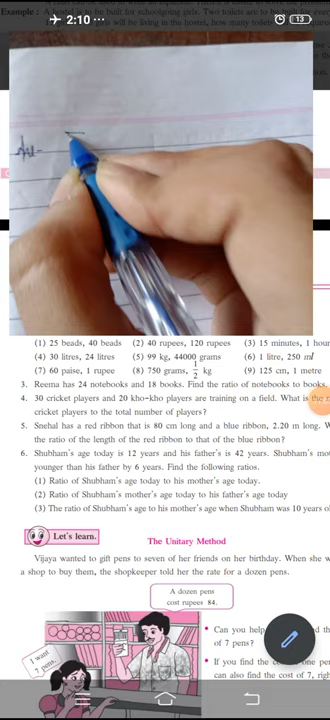 2:10
13
Example : A hostel is to be built for schoolgoing girls. Two toilets are to be built for
will be living in the hostel, how many
(1) 25 beads, 40 beads (2) 40 rupees, 120 rupees (3) 15 minutes, 1 hour
(4) 30 litres, 24 litres (5) 99 kg, 44000 grams (6) 1 litre, 250 ml
(7) 60 paise, 1 rupee (8) 750 grams, 1/2 kg (9) 125 cm, 1 metre
3. Reema has 24 notebooks and 18 books. Find the ratio of notebooks to books.
4. 30 cricket players and 20 kho-kho players are training on a field. What is the
cricket players to the total number of players?
5. Snehal has a red ribbon that is 80 cm long and a blue ribbon, 2.20 m long.
the ratio of the length of the red ribbon to that of the blue ribbon?
6. Shubham's age today is 12 years and his father's is 42 years. Shubham's
younger than his father by 6 years. Find the following ratios.
(1) Ratio of Shubham's age today to his mother's age today.
(2) Ratio of Shubham's mother's age today to his father's age today
(3) The ratio of Shubham's age to his mother's age when Shubham was 10 years
Let's learn.
The Unitary Method
Vijaya wanted to gift pens to seven of her friends on her birthday. When she
a shop to buy them, the shopkeeper told her the rate for a dozen pens.
A dozen pens
cost rupees 84.
I want
7 pens.
• Can you help
of 7 pens?
• If you find the
can also find the cost of 7,